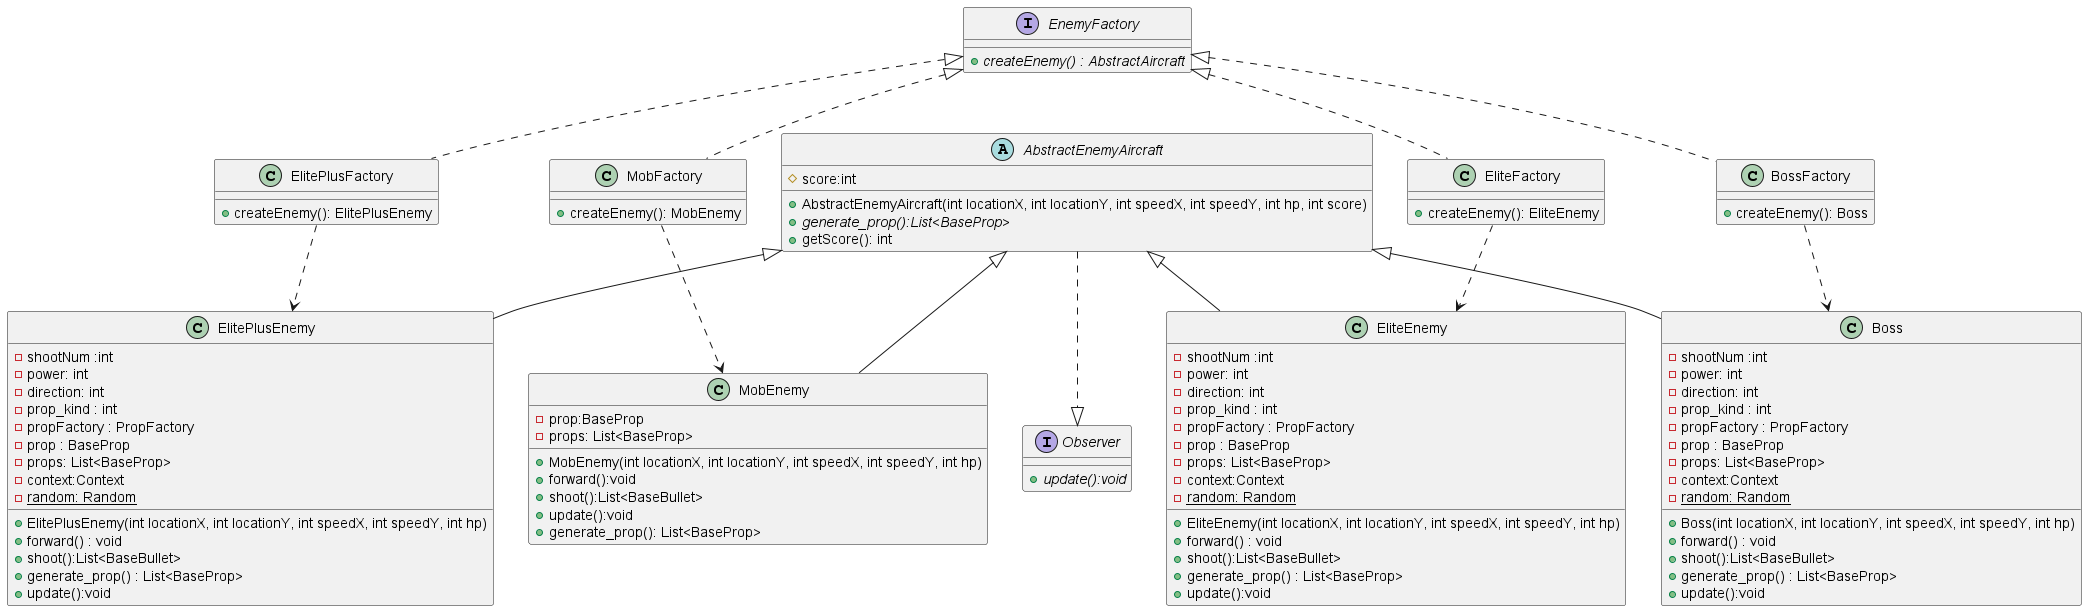 I EnemyFactory
createEnemy() : AbstractAircraft
C ElitePlusFactory
createEnemy(): ElitePlusEnemy
C MobFactory
createEnemy(): MobEnemy
A AbstractEnemyAircraft
score:int
AbstractEnemyAircraft(int locationX, int locationY, int speedX, int speedY, int hp, int score)
generate_prop():List<BaseProp>
getScore(): int
C EliteFactory
createEnemy(): EliteEnemy
C BossFactory
createEnemy(): Boss
C ElitePlusEnemy
shootNum :int
power: int
direction: int
prop_kind : int
propFactory : PropFactory
prop : BaseProp
props: List<BaseProp>
context:Context
random: Random
ElitePlusEnemy(int locationX, int locationY, int speedX, int speedY, int hp)
forward() : void
shoot():List<BaseBullet>
generate_prop() : List<BaseProp>
update():void
C MobEnemy
prop:BaseProp
props: List<BaseProp>
MobEnemy(int locationX, int locationY, int speedX, int speedY, int hp)
forward():void
shoot():List<BaseBullet>
update():void
generate_prop(): List<BaseProp>
I Observer
update():void
C EliteEnemy
shootNum :int
power: int
direction: int
prop_kind : int
propFactory : PropFactory
prop : BaseProp
props: List<BaseProp>
context:Context
random: Random
EliteEnemy(int locationX, int locationY, int speedX, int speedY, int hp)
forward() : void
shoot():List<BaseBullet>
generate_prop() : List<BaseProp>
update():void
C Boss
shootNum :int
power: int
direction: int
prop_kind : int
propFactory : PropFactory
prop : BaseProp
props: List<BaseProp>
context:Context
random: Random
Boss(int locationX, int locationY, int speedX, int speedY, int hp)
forward() : void
shoot():List<BaseBullet>
generate_prop() : List<BaseProp>
update():void